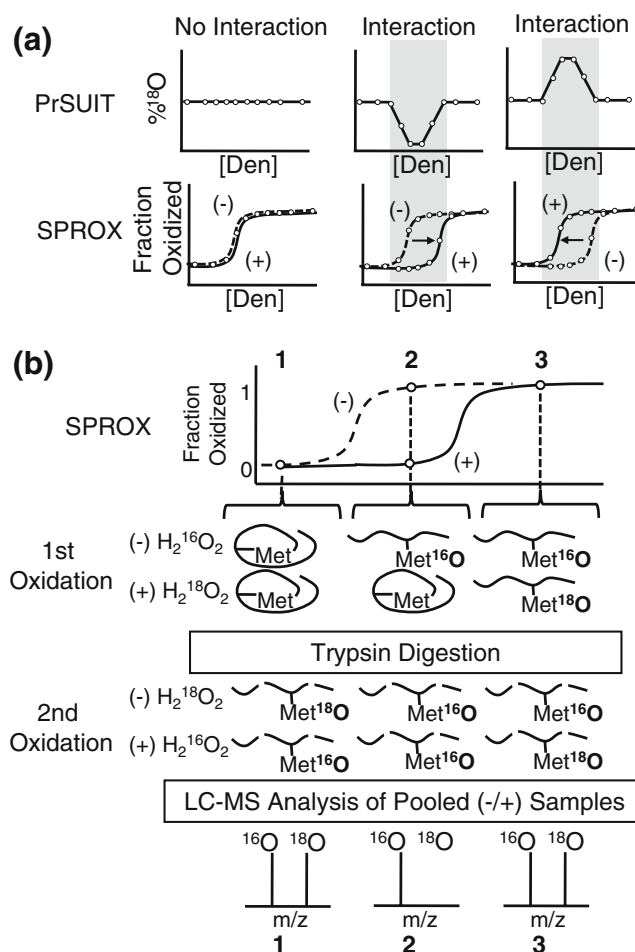 (a)
No Interaction Interaction Interaction
PrSUIT %¹⁸O
[Den] [Den] [Den]
SPROX Fraction Oxidized
(-) (+) (-) (+) (+) (-)
[Den] [Den] [Den]
(b)
1 2 3
SPROX Fraction Oxidized 1 0 (-) (+)
1st Oxidation
(-) H₂¹⁶O₂ Met Met¹⁶O Met¹⁶O
(+) H₂¹⁸O₂ Met Met Met¹⁸O
Trypsin Digestion
2nd Oxidation
(-) H₂¹⁸O₂ Met¹⁸O Met¹⁶O Met¹⁶O
(+) H₂¹⁶O₂ Met¹⁶O Met¹⁶O Met¹⁸O
LC-MS Analysis of Pooled (-/+) Samples
¹⁶O ¹⁸O ¹⁶O ¹⁸O ¹⁶O ¹⁸O
m/z m/z m/z
1 2 3